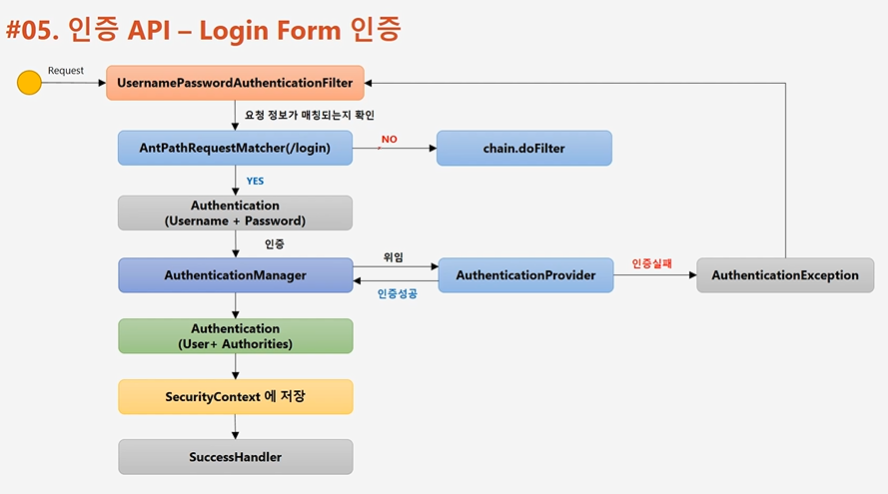 #05. 인증 API – Login Form 인증
Request
UsernamePasswordAuthenticationFilter
요청 정보가 매칭되는지 확인
AntPathRequestMatcher(/login)
NO
chain.doFilter
YES
Authentication
(Username + Password)
인증
AuthenticationManager
위임
인증성공
AuthenticationProvider
인증실패
AuthenticationException
Authentication
(User+ Authorities)
SecurityContext 에 저장
SuccessHandler